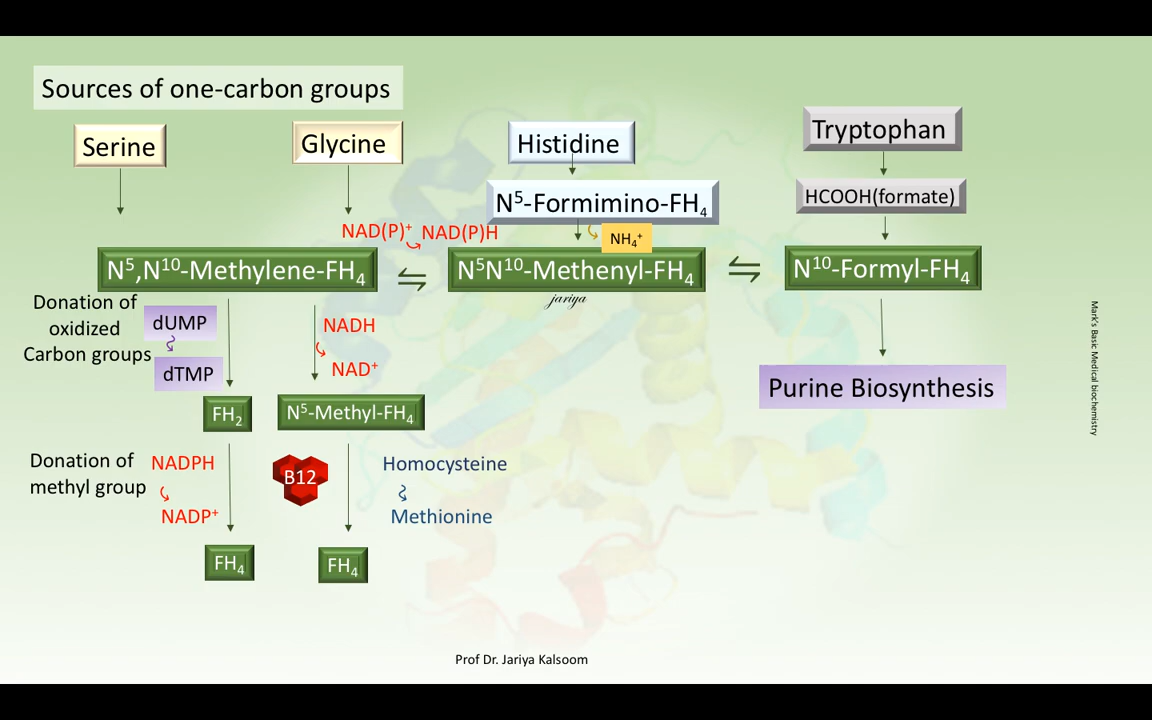 Sources of one-carbon groups
Serine
Glycine
Histidine
Tryptophan
N⁵-Formimino-FH₄
HCOOH(formate)
NAD(P)⁺
NAD(P)H
NH₄⁺
N⁵,N¹⁰-Methylene-FH₄
N⁵N¹⁰-Methenyl-FH₄
N¹⁰-Formyl-FH₄
jariya
Donation of
oxidized
Carbon groups
dUMP
dTMP
NADH
NAD⁺
Purine Biosynthesis
FH₂
N⁵-Methyl-FH₄
Donation of
methyl group
NADPH
NADP⁺
B12
Homocysteine
Methionine
FH₄
FH₄
Mark's Basic Medical biochemistry
Prof Dr. Jariya Kalsoom